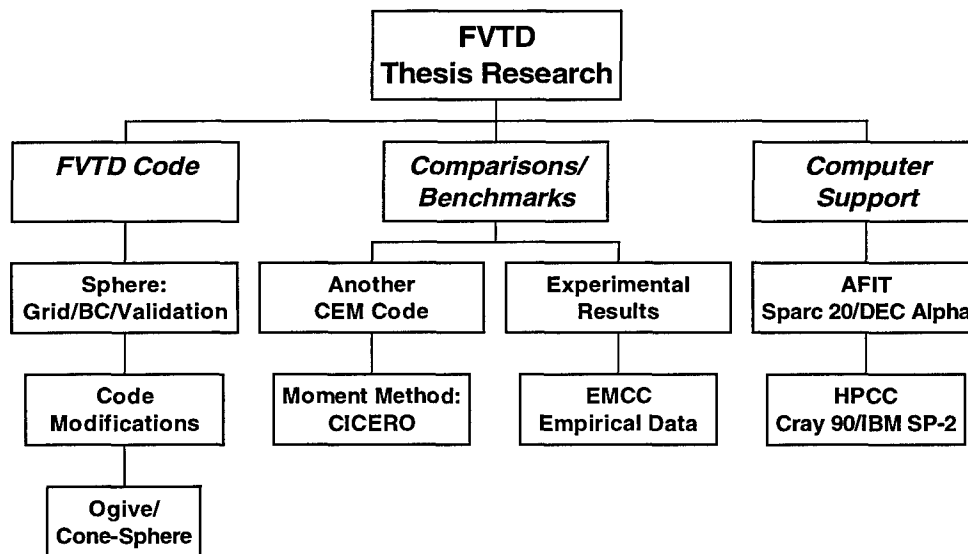 FVTD
Thesis Research
FVTD Code
Comparisons/
Benchmarks
Computer
Support
Sphere:
Grid/BC/Validation
Another
CEM Code
Experimental
Results
AFIT
Sparc 20/DEC Alpha
Code
Modifications
Moment Method:
CICERO
EMCC
Empirical Data
HPCC
Cray 90/IBM SP-2
Ogive/
Cone-Sphere